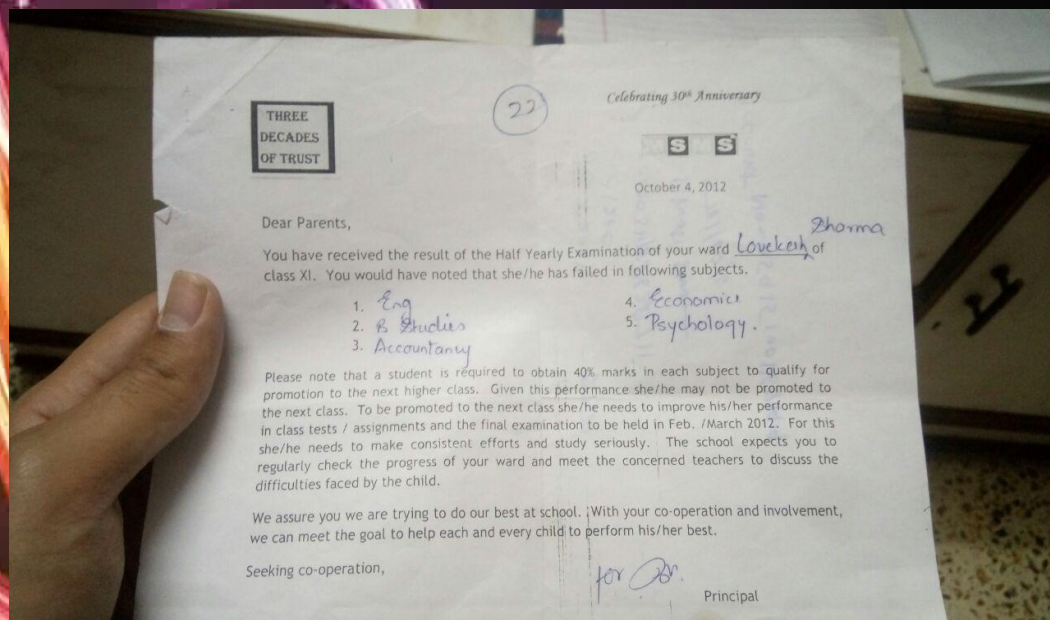 THREE
DECADES
OF TRUST
22
Celebrating 30th Anniversary
MSMS
October 4, 2012
Dear Parents,
Sharma
You have received the result of the Half Yearly Examination of your ward Lovekesh of
class XI. You would have noted that she/he has failed in following subjects.
1. Eng
2. B Studies
3. Accountancy
4. Economics
5. Psychology.
Please note that a student is required to obtain 40% marks in each subject to qualify for
promotion to the next higher class. Given this performance she/he may not be promoted to
the next class. To be promoted to the next class she/he needs to improve his/her performance
in class tests / assignments and the final examination to be held in Feb. /March 2012. For this
she/he needs to make consistent efforts and study seriously. The school expects you to
regularly check the progress of your ward and meet the concerned teachers to discuss the
difficulties faced by the child.
We assure you we are trying to do our best at school. With your co-operation and involvement,
we can meet the goal to help each and every child to perform his/her best.
Seeking co-operation,
for
Principal